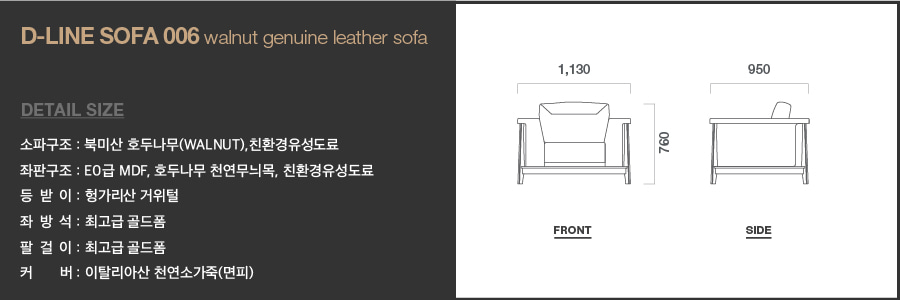 D-LINE SOFA 006 walnut genuine leather sofa
DETAIL SIZE
소파구조 : 북미산 호두나무(WALNUT),친환경유성도료
좌판구조 : EO급 MDF, 호두나무 천연무늬목, 친환경유성도료
등 받 이 : 헝가리산 거위털
좌 방 석 : 최고급 골드폼
팔 걸 이 : 최고급 골드폼
커 버 : 이탈리아산 천연소가죽(면피)
1,130
950
760
FRONT
SIDE